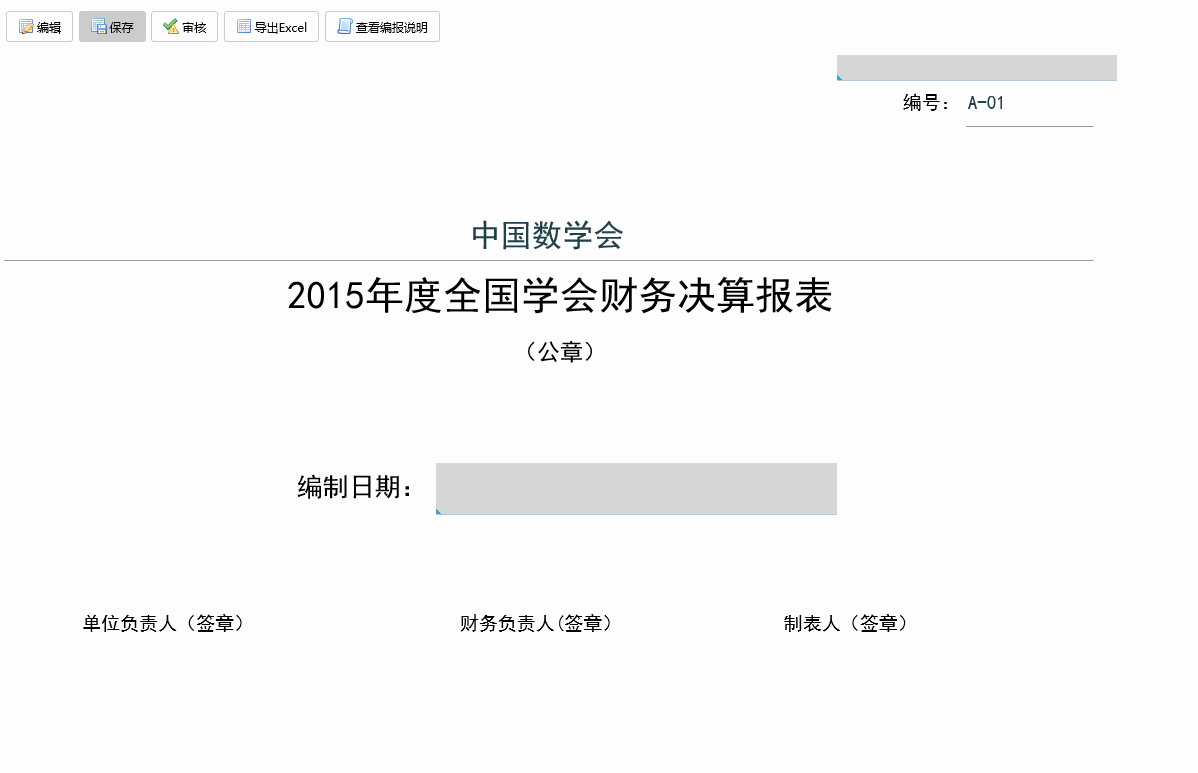 编辑 保存 审核 导出Excel 查看编报说明
编号: A-01
中国数学会
2015年度全国学会财务决算报表
（公章）
编制日期:
单位负责人（签章） 财务负责人(签章） 制表人（签章）